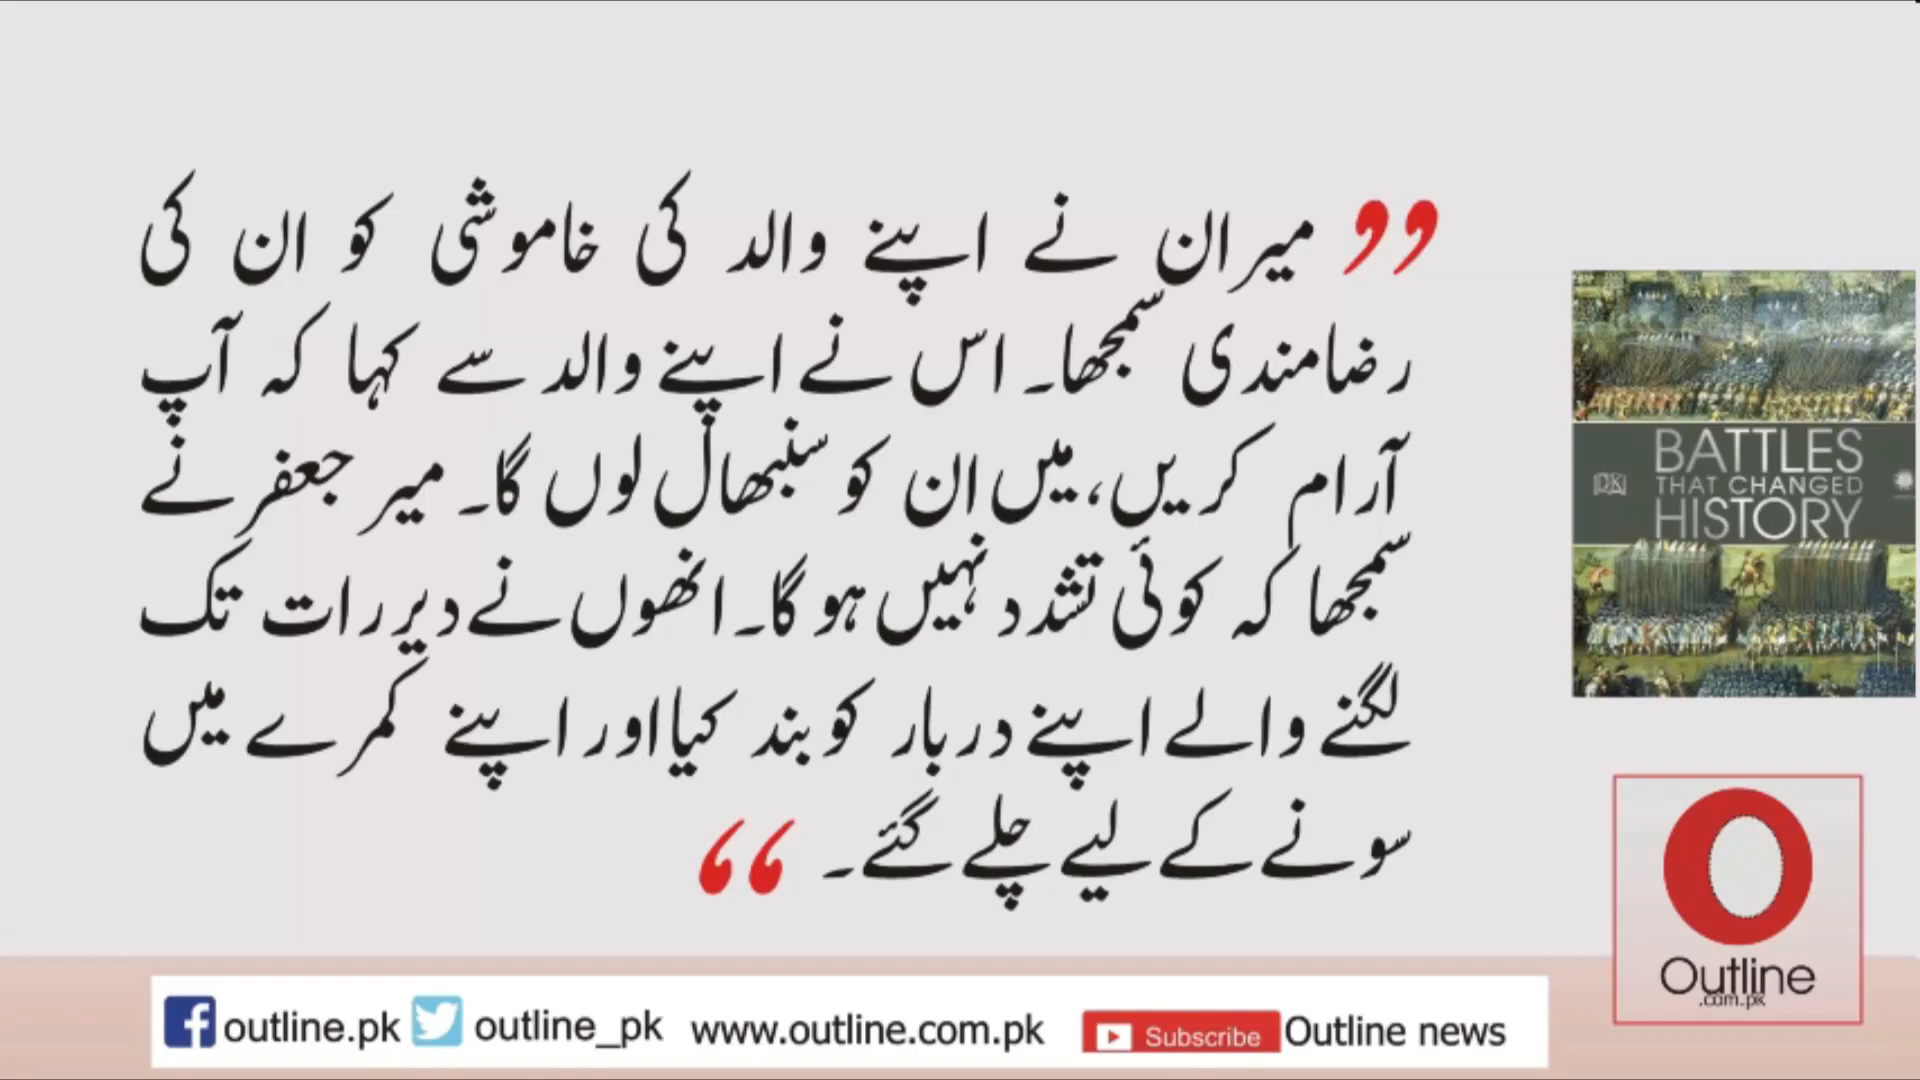 ” میران نے اپنے والد کی خاموشی کو ان کی
رضامندی سمجھا۔ اس نے اپنے والد سے کہا کہ آپ
آرام کریں، میں ان کو سنبھال لوں گا۔ میر جعفر نے
سمجھا کہ کوئی تشدد نہیں ہو گا۔ انھوں نے دیر رات تک
لگنے والے اپنے دربار کو بند کیا اور اپنے کمرے میں
سونے کے لیے چلے گئے۔ “
BATTLES
THAT CHANGED
HISTORY
DK
Outline
.com.pk
outline.pk outline_pk www.outline.com.pk Subscribe Outline news